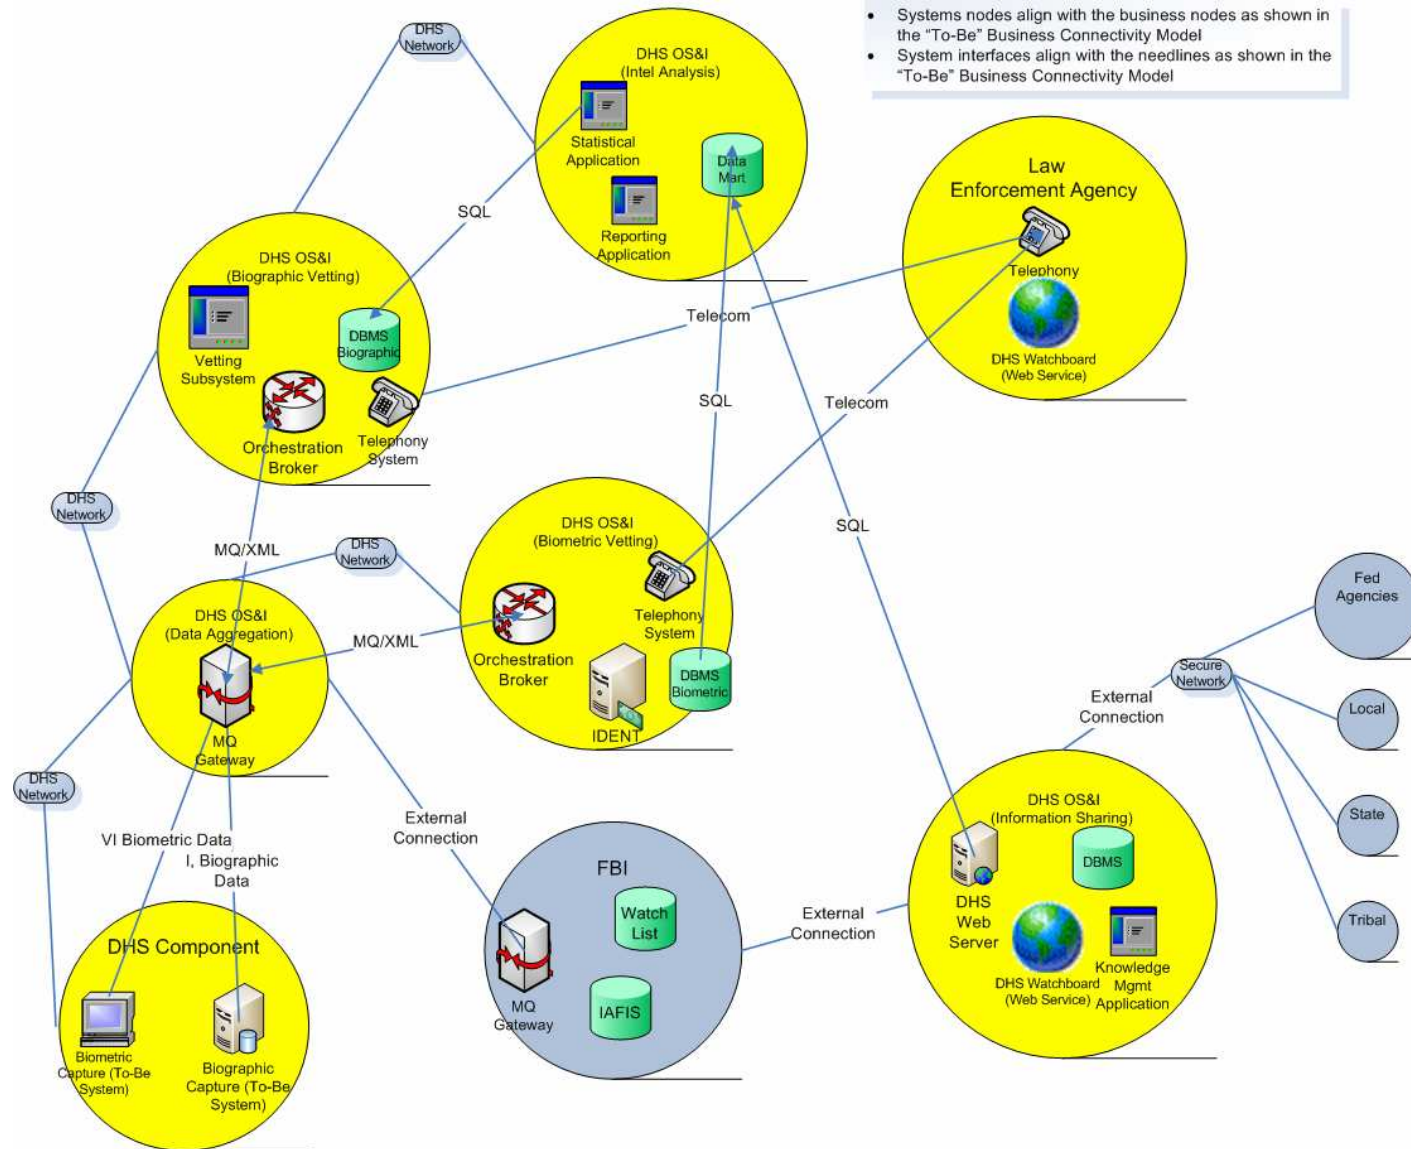 • Systems nodes align with the business nodes as shown in
the “To-Be” Business Connectivity Model
• System interfaces align with the needlines as shown in the
“To-Be” Business Connectivity Model
DHS
Network
DHS OS&I
(Intel Analysis)
Statistical
Application
Data
Mart
Reporting
Application
SQL
Law
Enforcement Agency
Telephony
DHS Watchboard
(Web Service)
DHS OS&I
(Biographic Vetting)
Vetting
Subsystem
DBMS
Biographic
Orchestration
Broker
Telephony
System
Telecom
SQL
Telecom
DHS
Network
MQ/XML
DHS
Network
DHS OS&I
(Biometric Vetting)
Orchestration
Broker
Telephony
System
DBMS
Biometric
IDENT
SQL
DHS OS&I
(Data Aggregation)
MQ/XML
MQ
Gateway
DHS
Network
Fed
Agencies
Secure
Network
External
Connection
Local
State
Tribal
VI Biometric Data
I, Biographic
Data
External
Connection
DHS OS&I
(Information Sharing)
DBMS
DHS
Web
Server
DHS Watchboard
(Web Service)
Knowledge
Mgmt
Application
FBI
Watch
List
MQ
Gateway
IAFIS
External
Connection
DHS Component
Biometric
Capture (To-Be
System)
Biographic
Capture (To-Be
System)